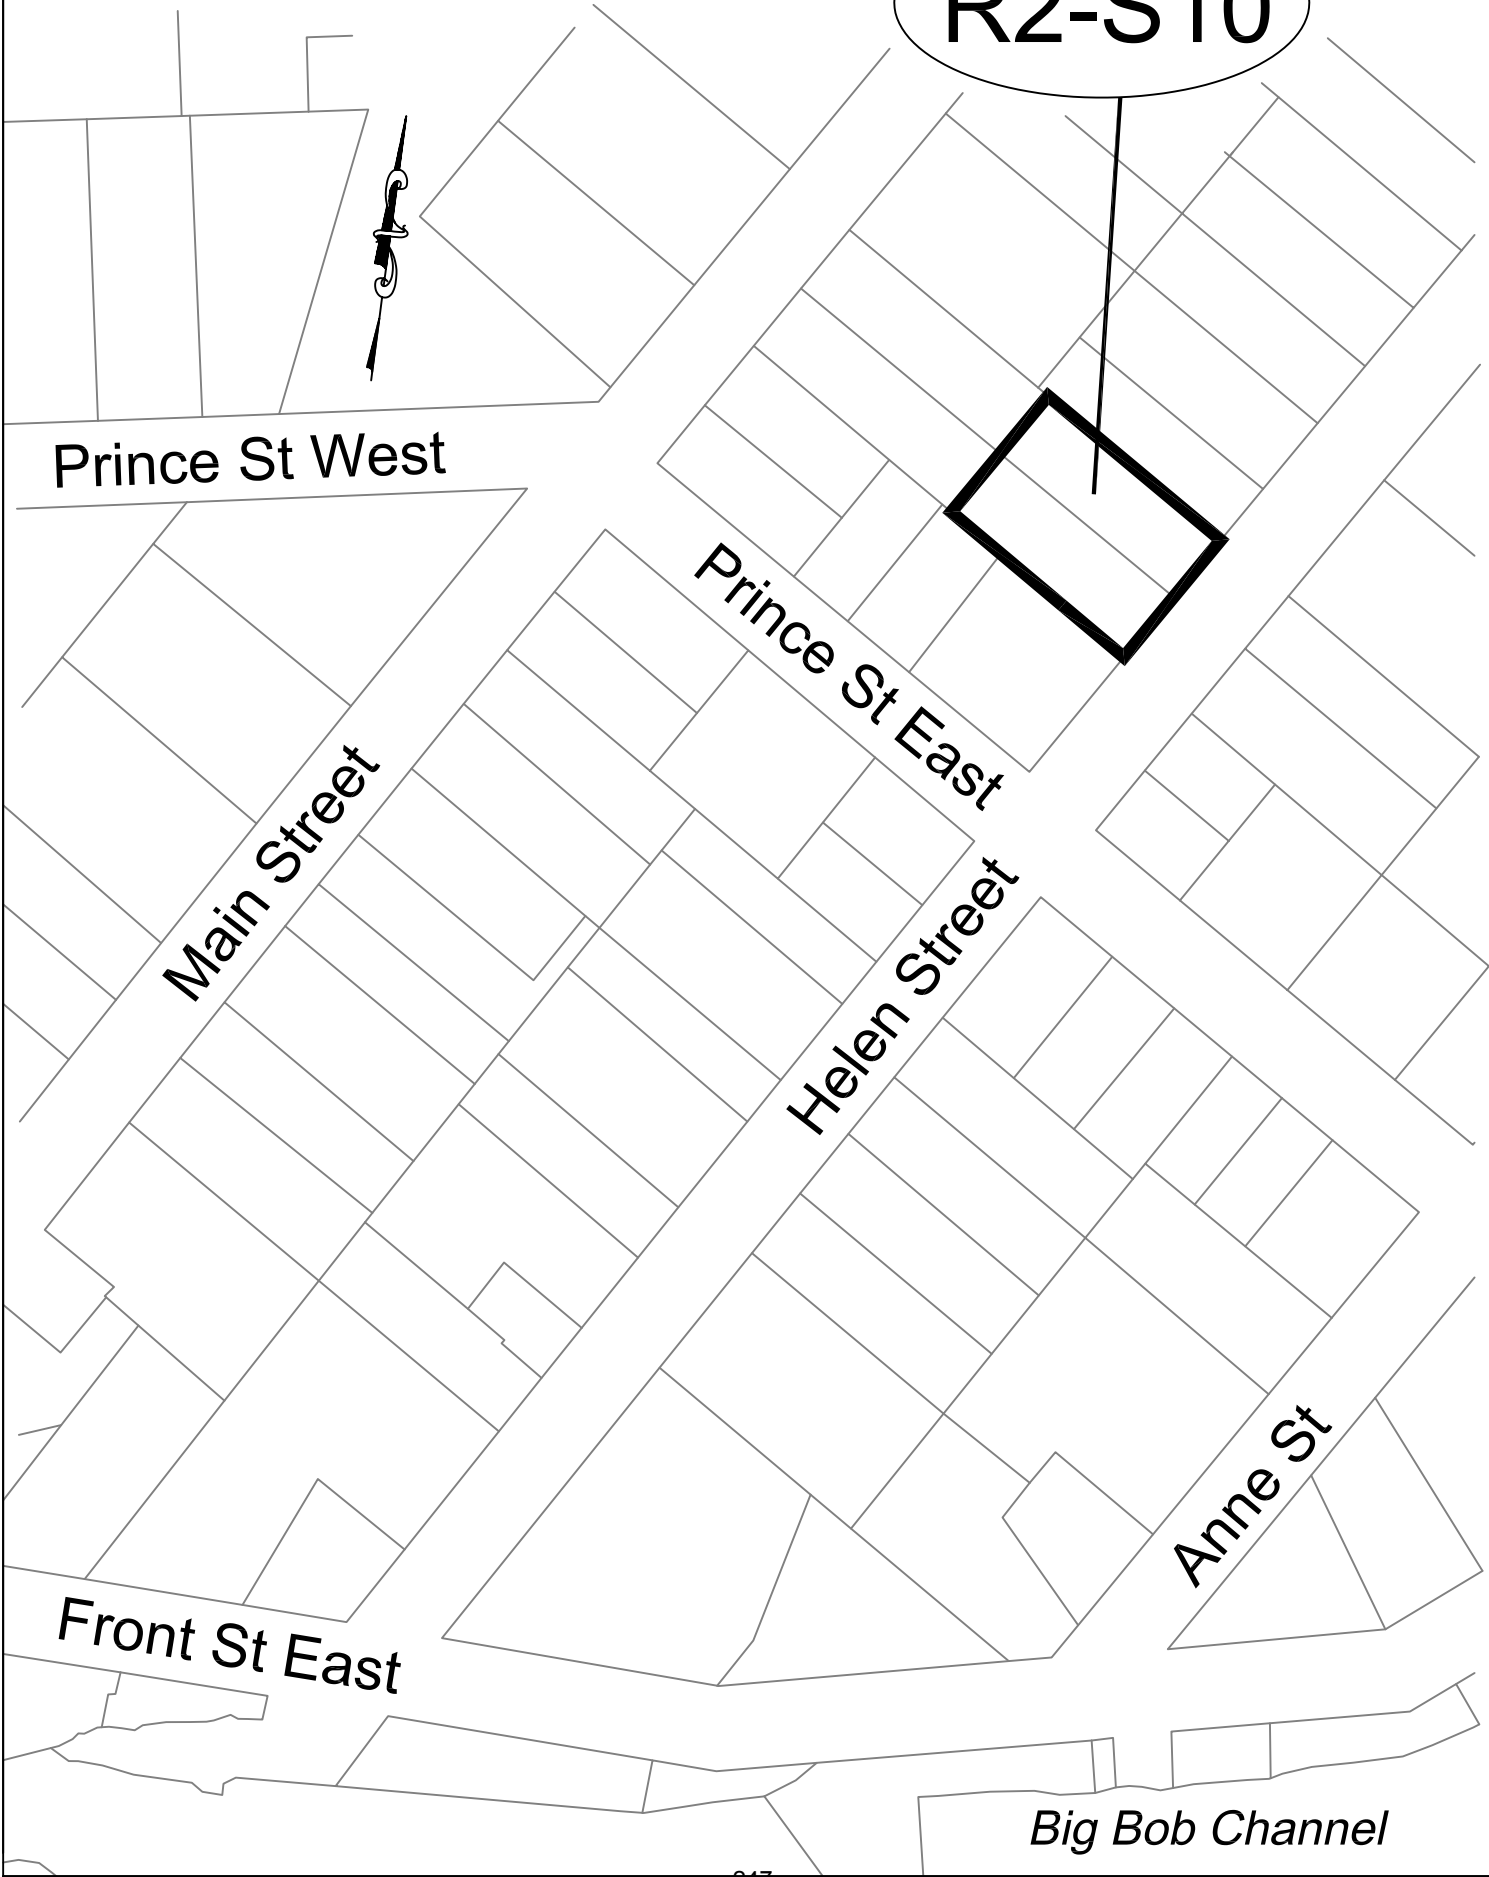 R2-S10
Prince St West
Prince St East
Main Street
Helen Street
Anne St
Front St East
Big Bob Channel